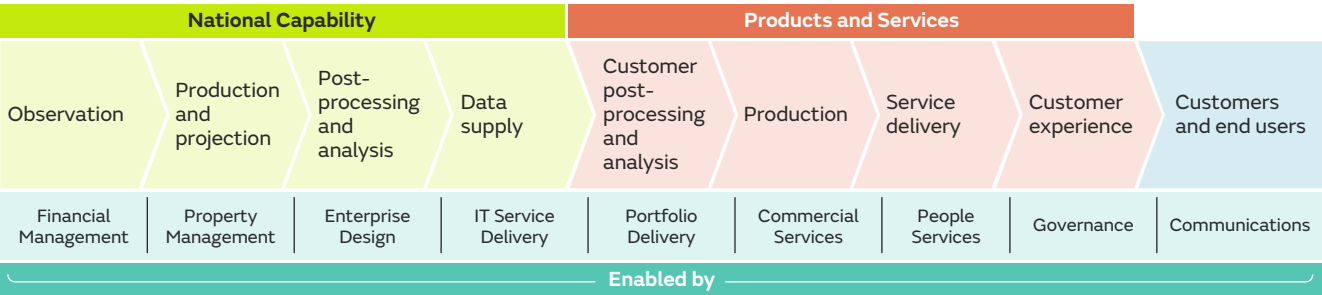 National Capability
Products and Services
Observation
Production
and
projection
Post-
processing
and
analysis
Data
supply
Customer
post-
processing
and
analysis
Production
Service
delivery
Customer
experience
Customers
and end users
Financial
Management
Property
Management
Enterprise
Design
IT Service
Delivery
Portfolio
Delivery
Commercial
Services
People
Services
Governance
Communications
Enabled by